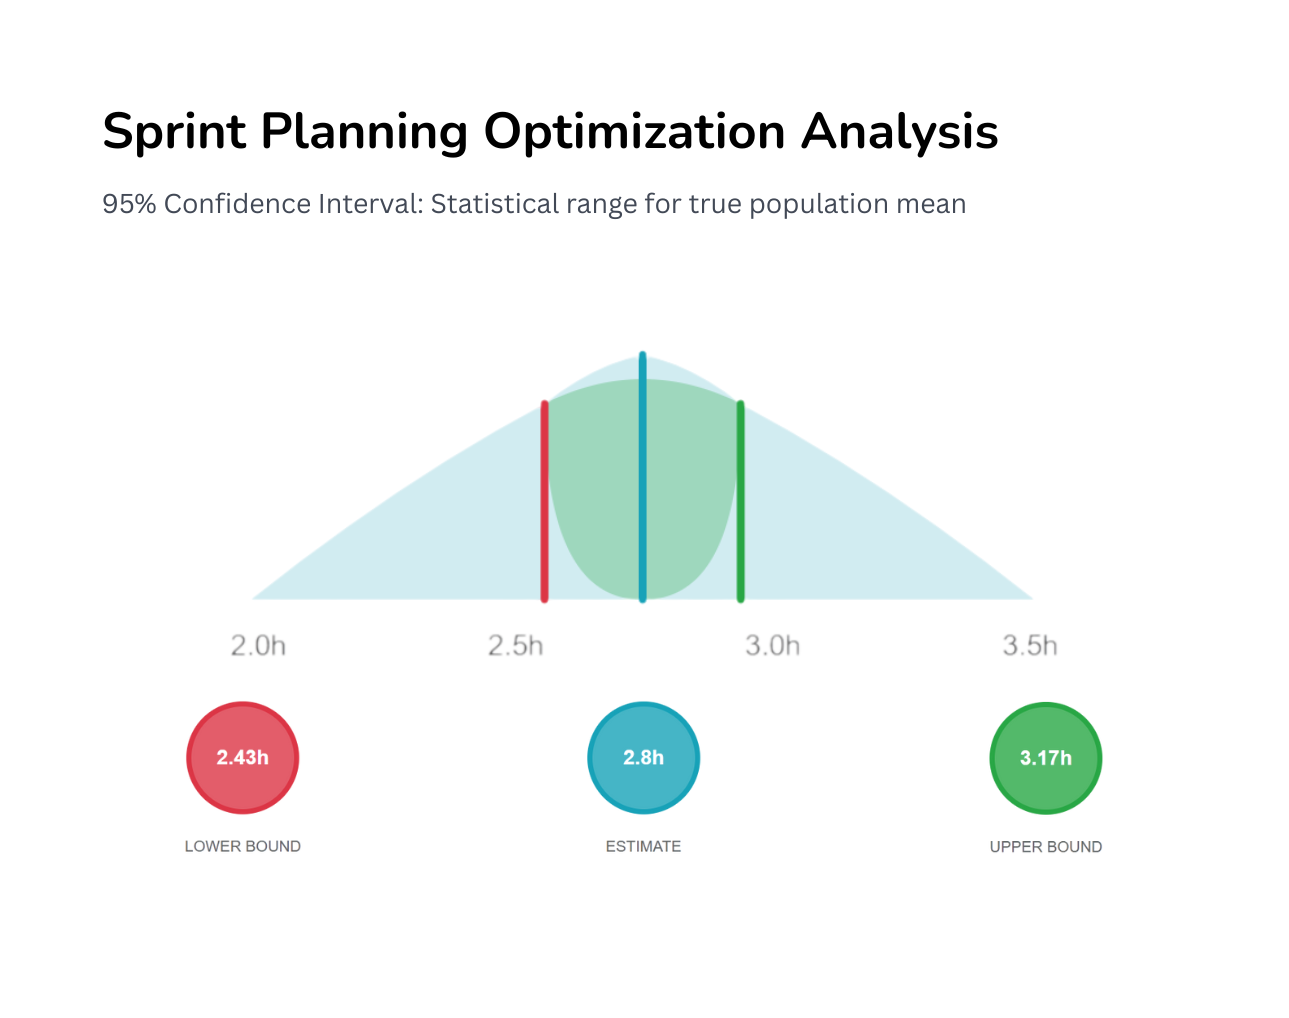 Sprint Planning Optimization Analysis
95% Confidence Interval: Statistical range for true population mean
2.0h 2.5h 3.0h 3.5h
2.43h 2.8h 3.17h
LOWER BOUND ESTIMATE UPPER BOUND